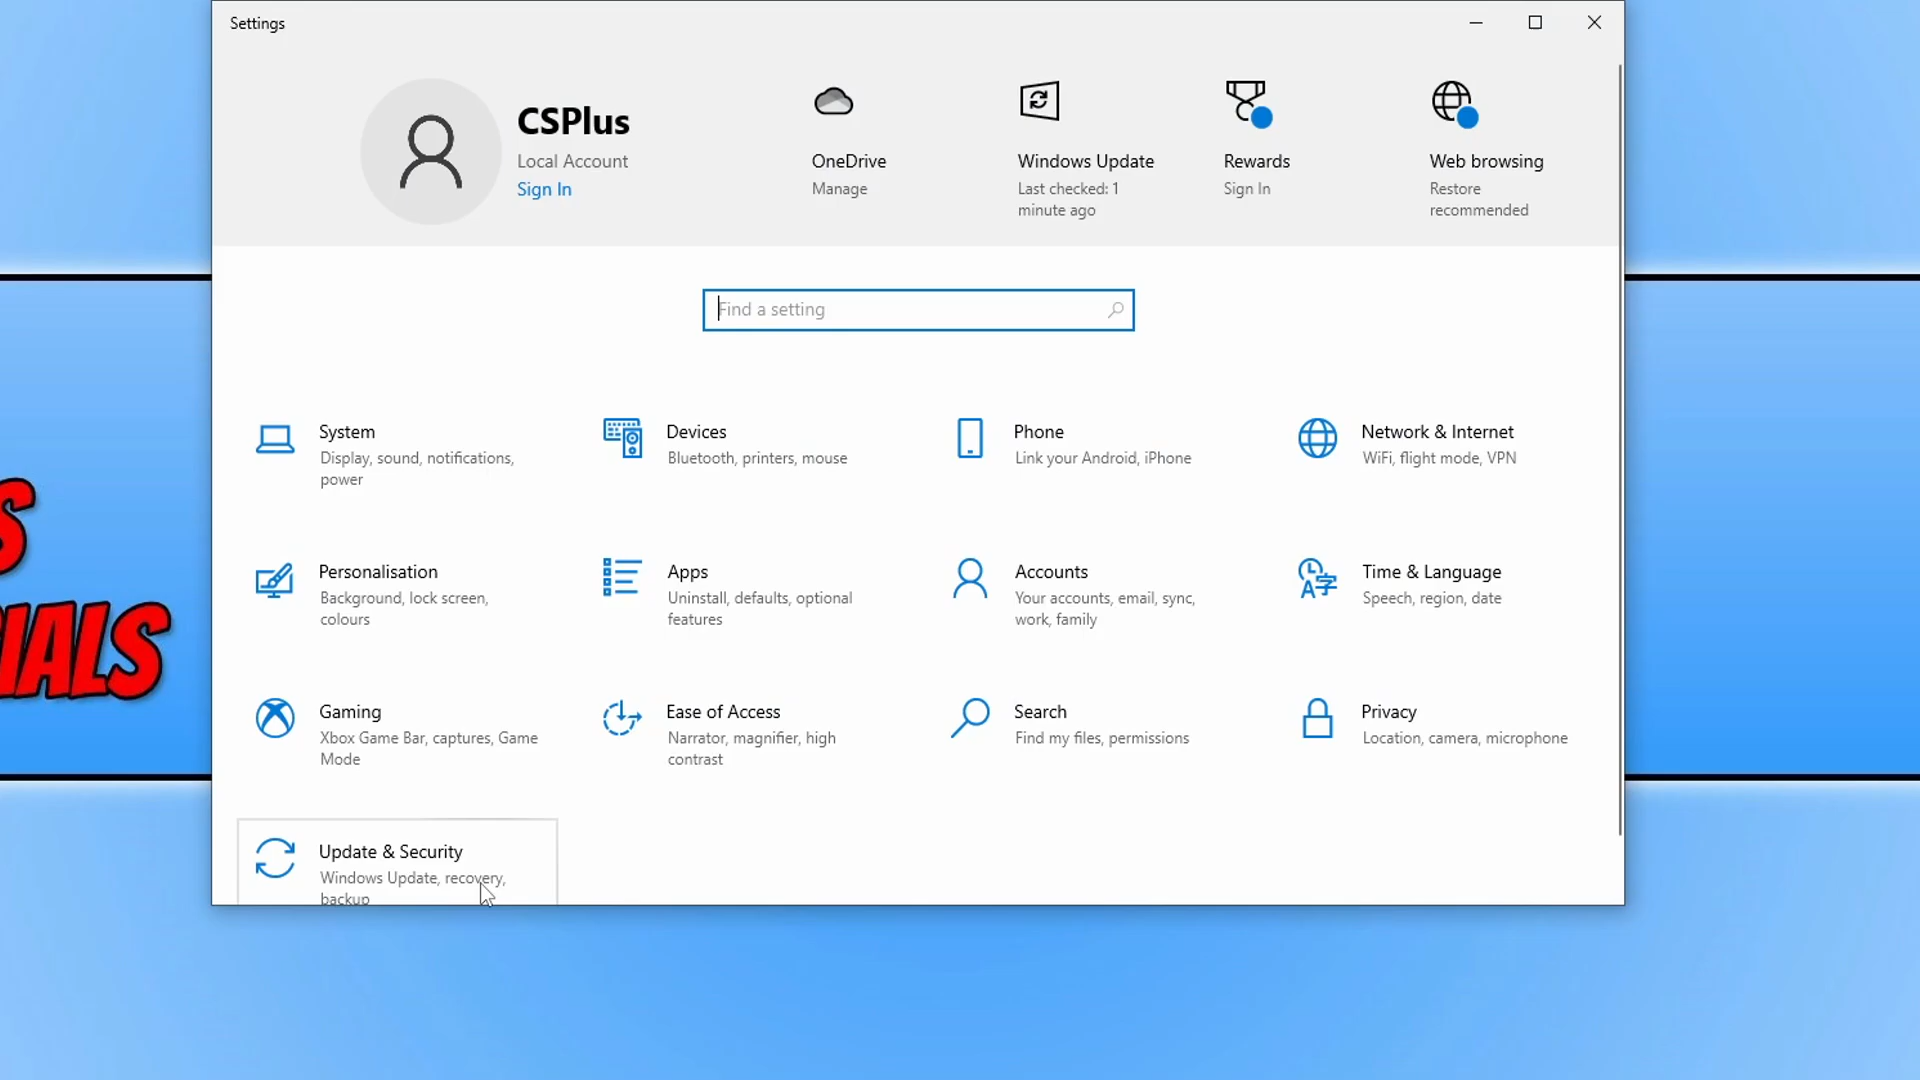 Settings
CSPlus
Local Account
Sign In
OneDrive
Manage
Windows Update
Last checked: 1
minute ago
Rewards
Sign In
Web browsing
Restore
recommended
Find a setting
System
Display, sound, notifications,
power
Devices
Bluetooth, printers, mouse
Phone
Link your Android, iPhone
Network & Internet
WiFi, flight mode, VPN
Personalisation
Background, lock screen,
colours
Apps
Uninstall, defaults, optional
features
Accounts
Your accounts, email, sync,
work, family
Time & Language
Speech, region, date
Gaming
Xbox Game Bar, captures, Game
Mode
Ease of Access
Narrator, magnifier, high
contrast
Search
Find my files, permissions
Privacy
Location, camera, microphone
Update & Security
Windows Update, recovery,
backup
S
IALS